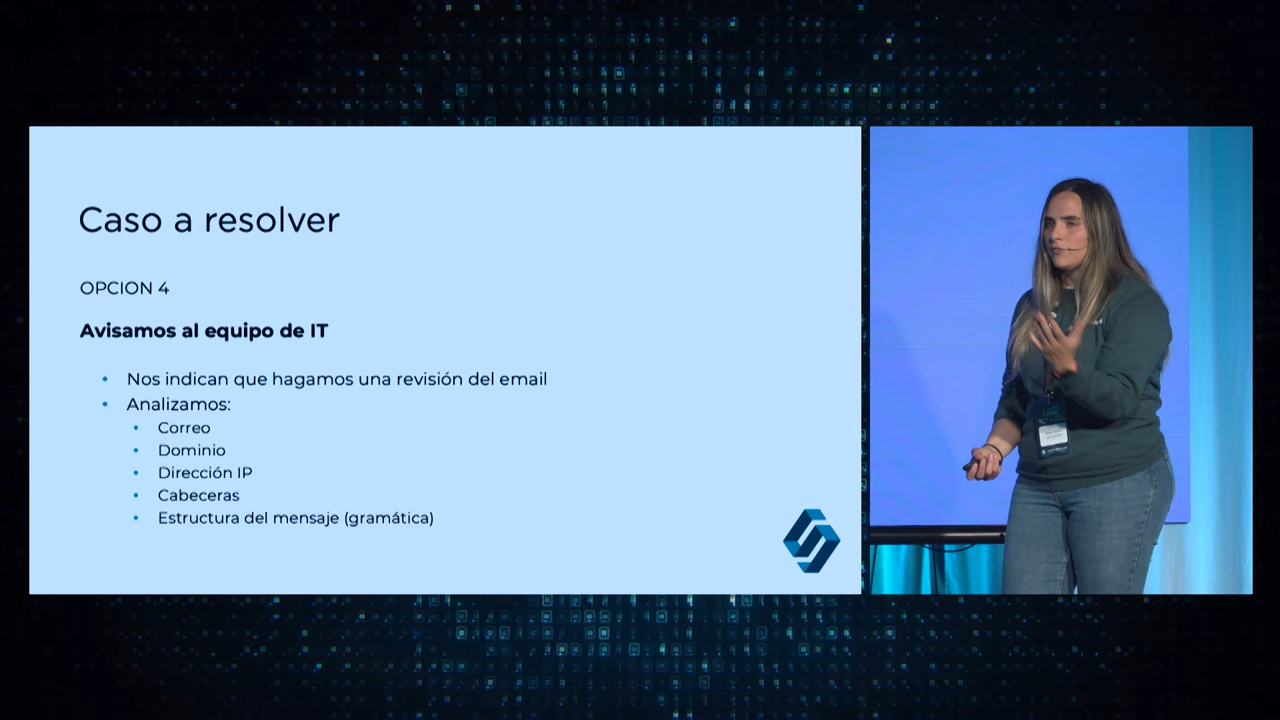 Caso a resolver
OPCION 4
Avisamos al equipo de IT
• Nos indican que hagamos una revisión del email
• Analizamos:
• Correo
• Dominio
• Dirección IP
• Cabeceras
• Estructura del mensaje (gramática)